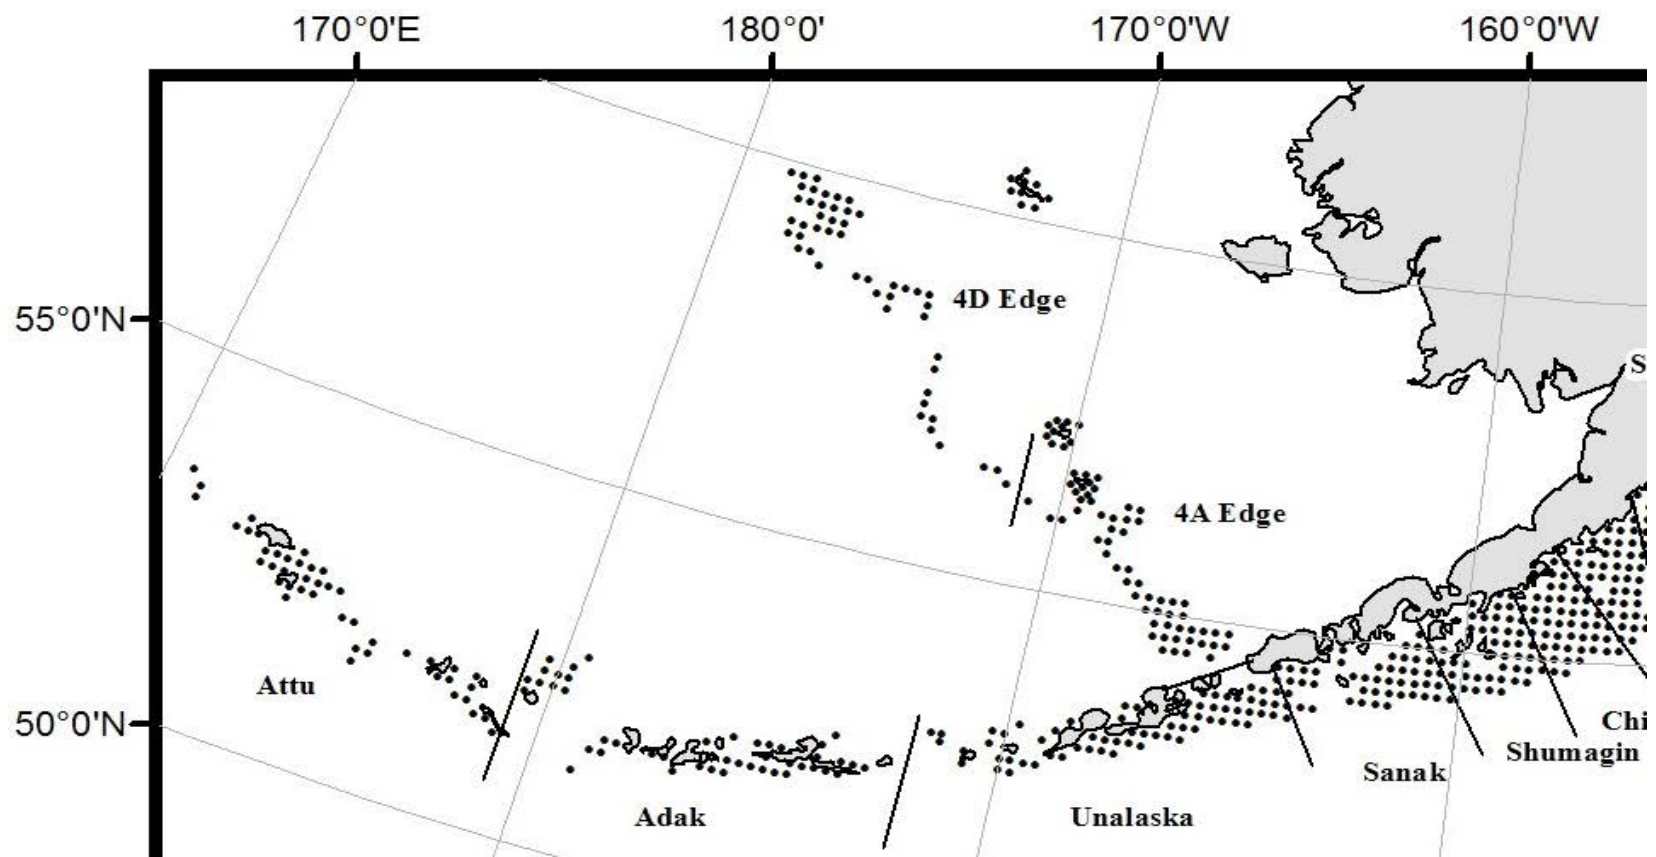 170°0'E 180°0' 170°0'W 160°0'W
4D Edge
55°0'N
S
4A Edge
Attu
50°0'N
Chi
Shumagin
Sanak
Adak
Unalaska